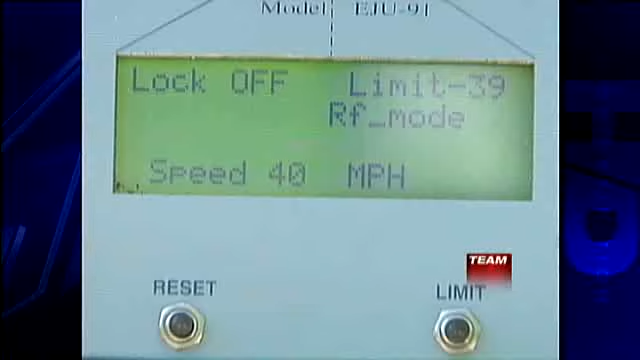 Model EJU-91
Lock OFF Limit-39
Rf_mode
Speed 40 MPH
TEAM
RESET LIMIT